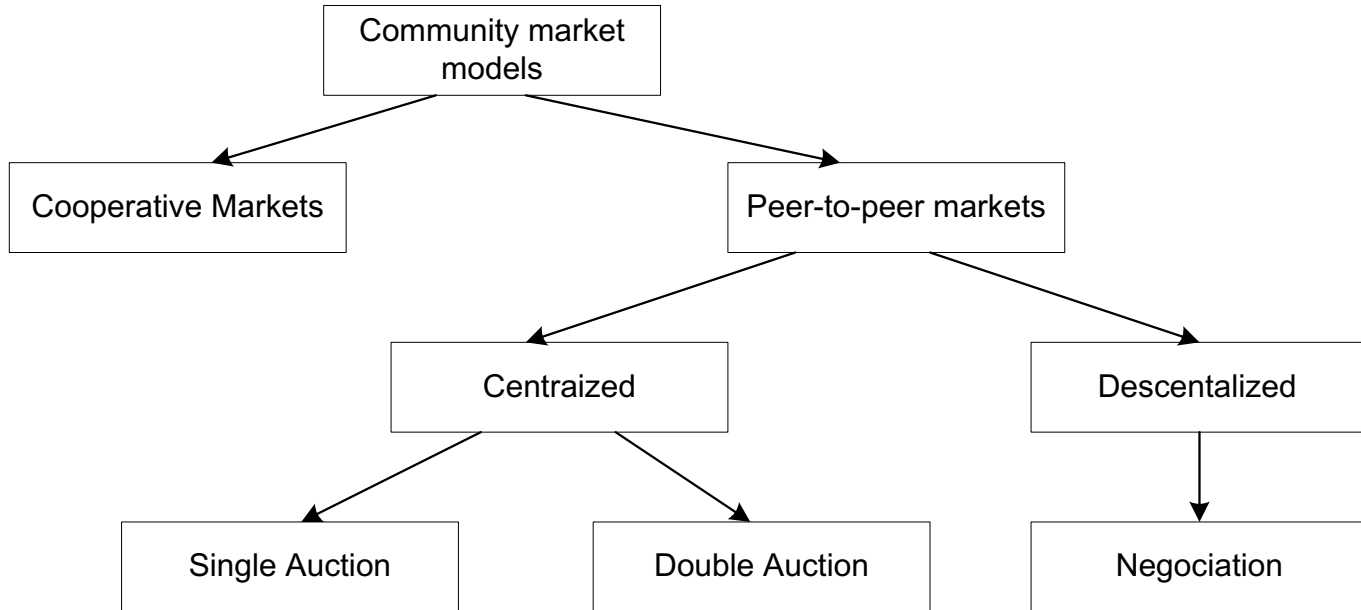 Community market
models
Cooperative Markets
Peer-to-peer markets
Centraized
Descentalized
Single Auction
Double Auction
Negociation